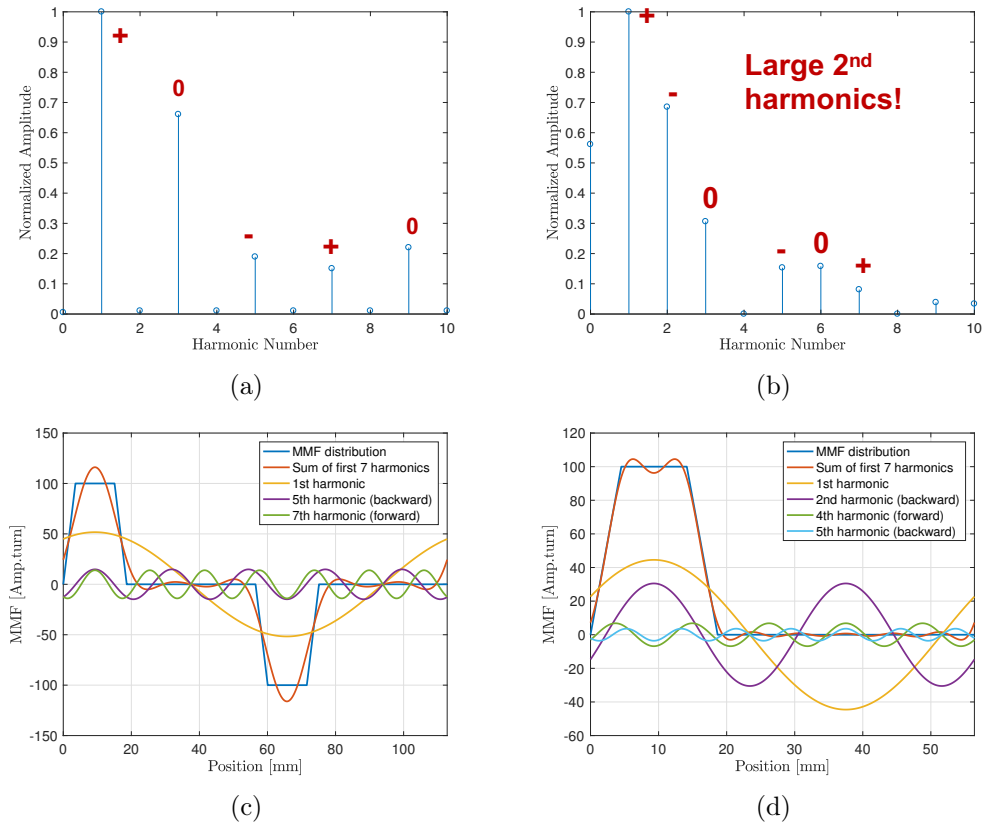 1
0.9
0.8
0.7
0.6
0.5
0.4
0.3
0.2
0.1
0
Normalized Amplitude
+
0
-
+
0
0 2 4 6 8 10
Harmonic Number
(a)
1
0.9
0.8
0.7
0.6
0.5
0.4
0.3
0.2
0.1
0
Normalized Amplitude
+
Large 2nd
harmonics!
-
0
-
0
+
0 2 4 6 8 10
Harmonic Number
(b)
150
100
50
0
-50
-100
-150
MMF [Amp.turn]
MMF distribution
Sum of first 7 harmonics
1st harmonic
5th harmonic (backward)
7th harmonic (forward)
0 20 40 60 80 100
Position [mm]
(c)
120
100
80
60
40
20
0
-20
-40
-60
MMF [Amp.turn]
MMF distribution
Sum of first 7 harmonics
1st harmonic
2nd harmonic (backward)
4th harmonic (forward)
5th harmonic (backward)
0 10 20 30 40 50
Position [mm]
(d)